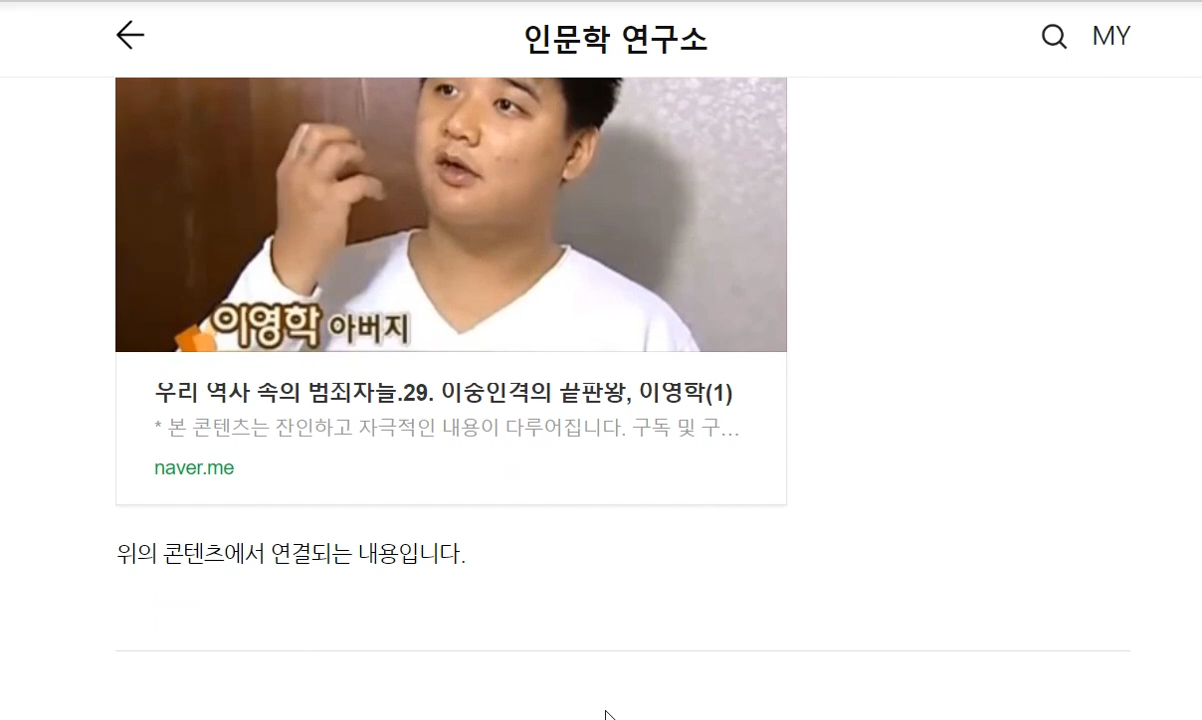 인문학 연구소
MY
이영학 아버지
우리 역사 속의 범죄자들.29. 이중인격의 끝판왕, 이영학(1)
* 본 콘텐츠는 잔인하고 자극적인 내용이 다루어집니다. 구독 및 구...
naver.me
위의 콘텐츠에서 연결되는 내용입니다.